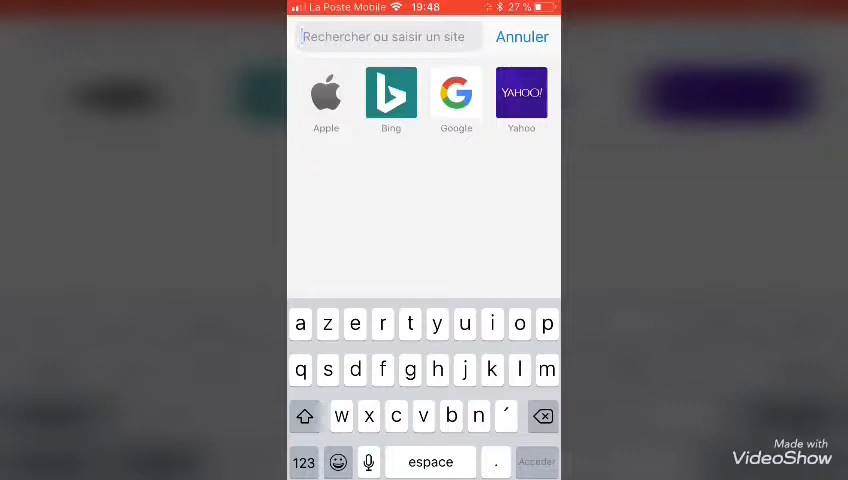 La Poste Mobile 19:48 27 %
Rechercher ou saisir un site Annuler
YAHOO!
Apple Bing Google Yahoo
a z e r t y u i o p
q s d f g h j k l m
w x c v b n ´
123 espace . Acceder
Made with
VideoShow